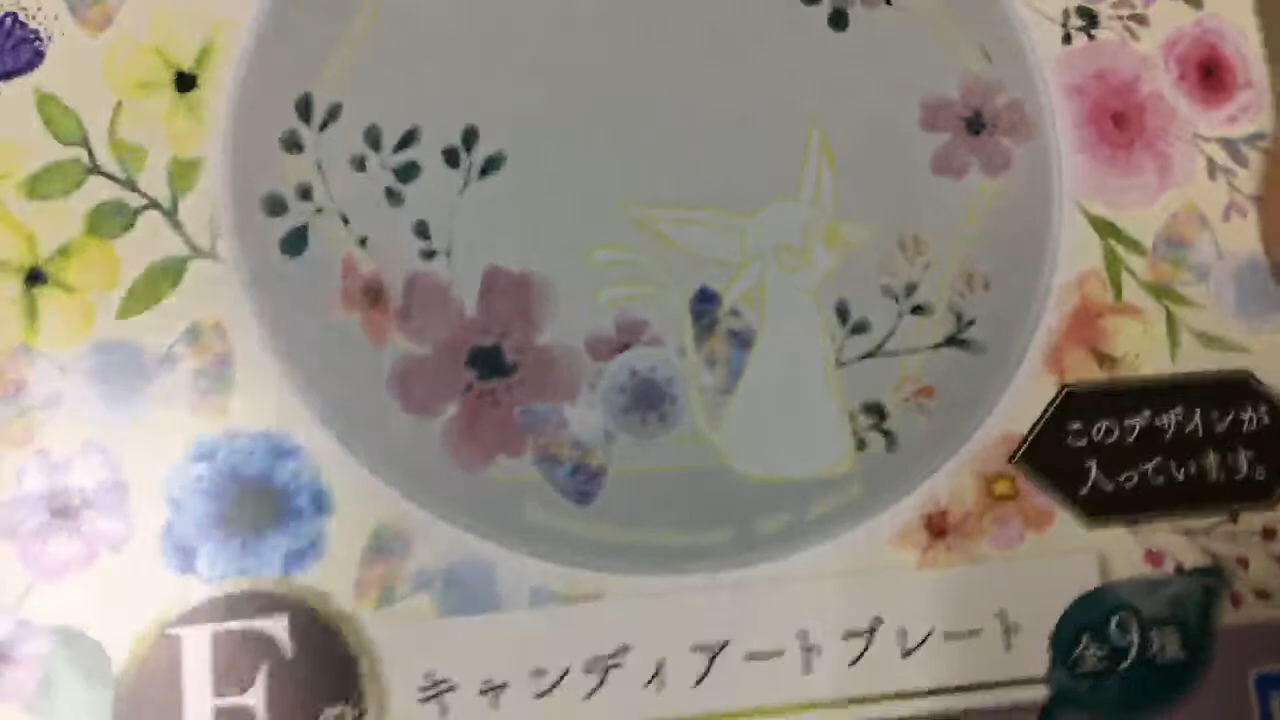 このデザインが
入っています。
E
キャンディアートプレート
全9種